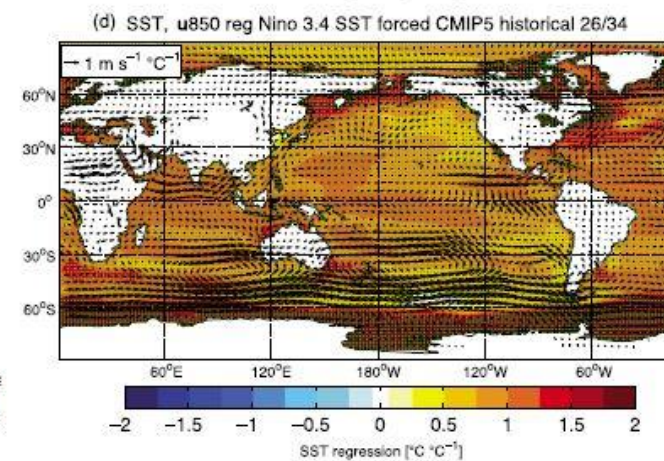 (d) SST, u850 reg Nino 3.4 SST forced CMIP5 historical 26/34
→ 1 m s⁻¹ °C⁻¹
60°N
30°N
0°
30°S
60°S
60°E 120°E 180°W 120°W 60°W
−2 −1.5 −1 −0.5 0 0.5 1 1.5 2
SST regression [°C °C⁻¹]